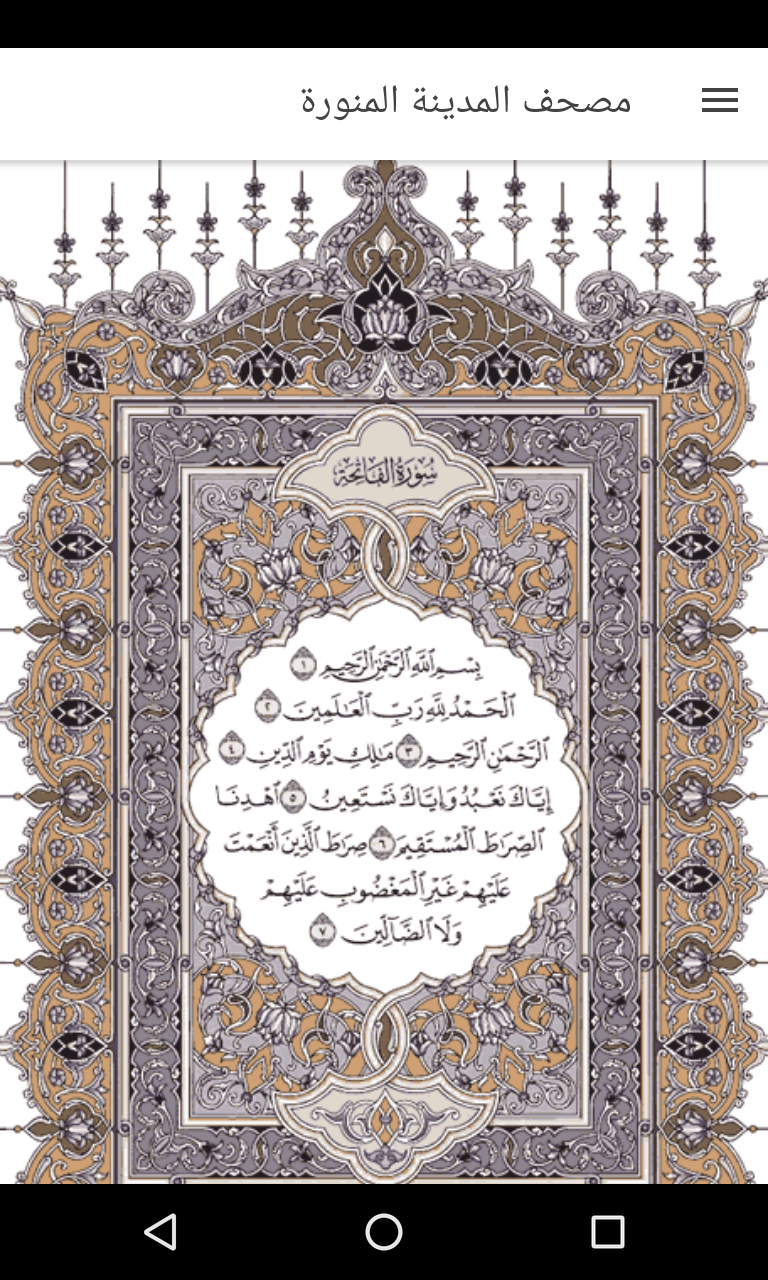 مصحف المدينة المنورة
سُورَةُ الفَاتِحَةِ
بِسۡمِ ٱللَّهِ ٱلرَّحۡمَٰنِ ٱلرَّحِيمِ ١
ٱلۡحَمۡدُ لِلَّهِ رَبِّ ٱلۡعَٰلَمِينَ ٢
ٱلرَّحۡمَٰنِ ٱلرَّحِيمِ ٣ مَٰلِكِ يَوۡمِ ٱلدِّينِ ٤
إِيَّاكَ نَعۡبُدُ وَإِيَّاكَ نَسۡتَعِينُ ٥ ٱهۡدِنَا
ٱلصِّرَٰطَ ٱلۡمُسۡتَقِيمَ ٦ صِرَٰطَ ٱلَّذِينَ أَنۡعَمۡتَ
عَلَيۡهِمۡ غَيۡرِ ٱلۡمَغۡضُوبِ عَلَيۡهِمۡ
وَلَا ٱلضَّآلِّينَ ٧